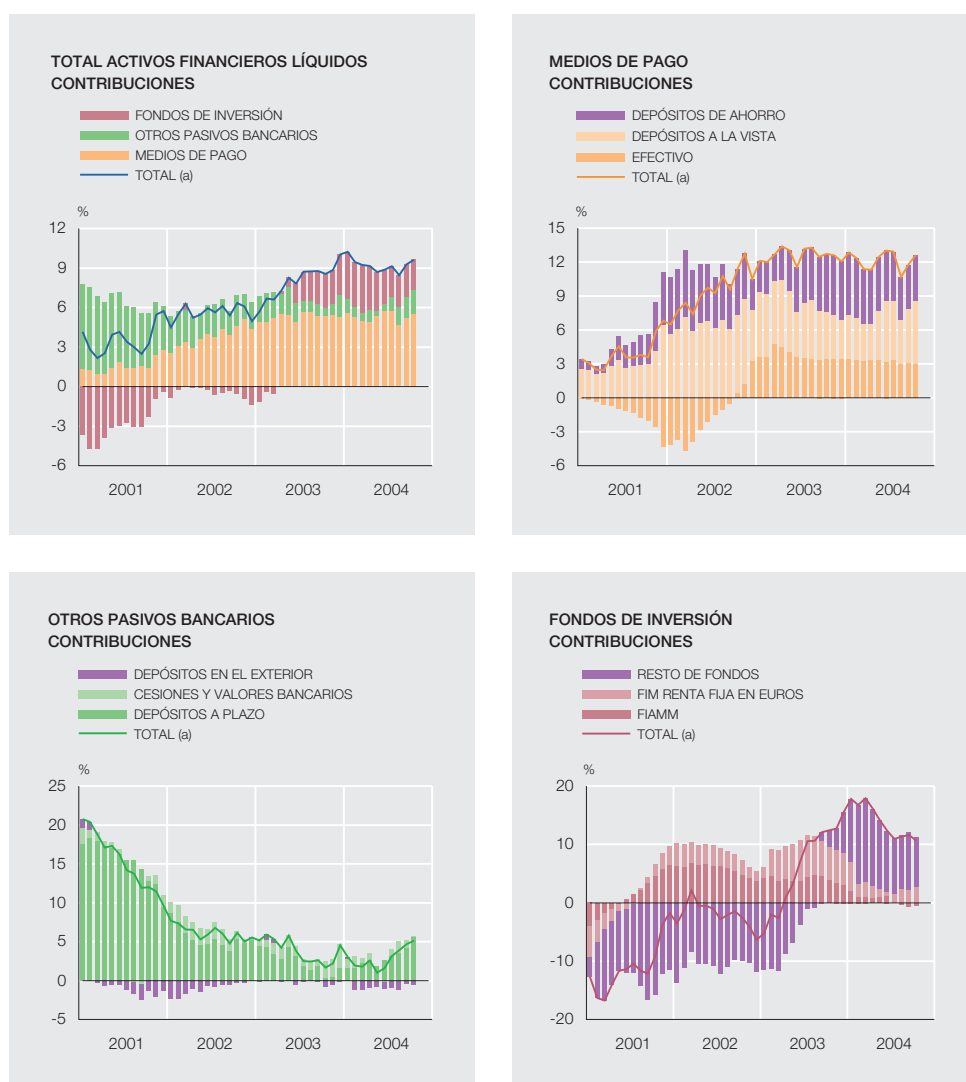 TOTAL ACTIVOS FINANCIEROS LÍQUIDOS
CONTRIBUCIONES
FONDOS DE INVERSIÓN
OTROS PASIVOS BANCARIOS
MEDIOS DE PAGO
TOTAL (a)
%
12
9
6
3
0
-3
-6
2001 2002 2003 2004
MEDIOS DE PAGO
CONTRIBUCIONES
DEPÓSITOS DE AHORRO
DEPÓSITOS A LA VISTA
EFECTIVO
TOTAL (a)
%
15
12
9
6
3
0
-3
-6
2001 2002 2003 2004
OTROS PASIVOS BANCARIOS
CONTRIBUCIONES
DEPÓSITOS EN EL EXTERIOR
CESIONES Y VALORES BANCARIOS
DEPÓSITOS A PLAZO
TOTAL (a)
%
25
20
15
10
5
0
-5
2001 2002 2003 2004
FONDOS DE INVERSIÓN
CONTRIBUCIONES
RESTO DE FONDOS
FIM RENTA FIJA EN EUROS
FIAMM
TOTAL (a)
%
20
10
0
-10
-20
2001 2002 2003 2004